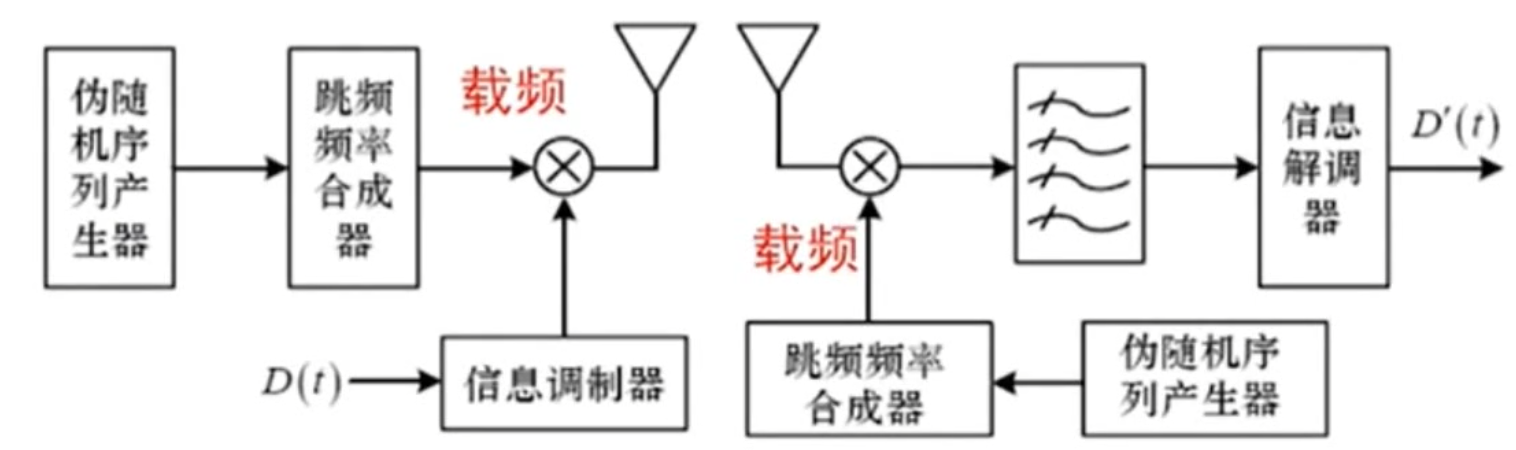 伪随
机序
列产
生器
跳频
频率
合成
器
载频
D(t)
信息调制器
载频
跳频频率
合成器
伪随机序
列产生器
信息
解调
器
D′(t)